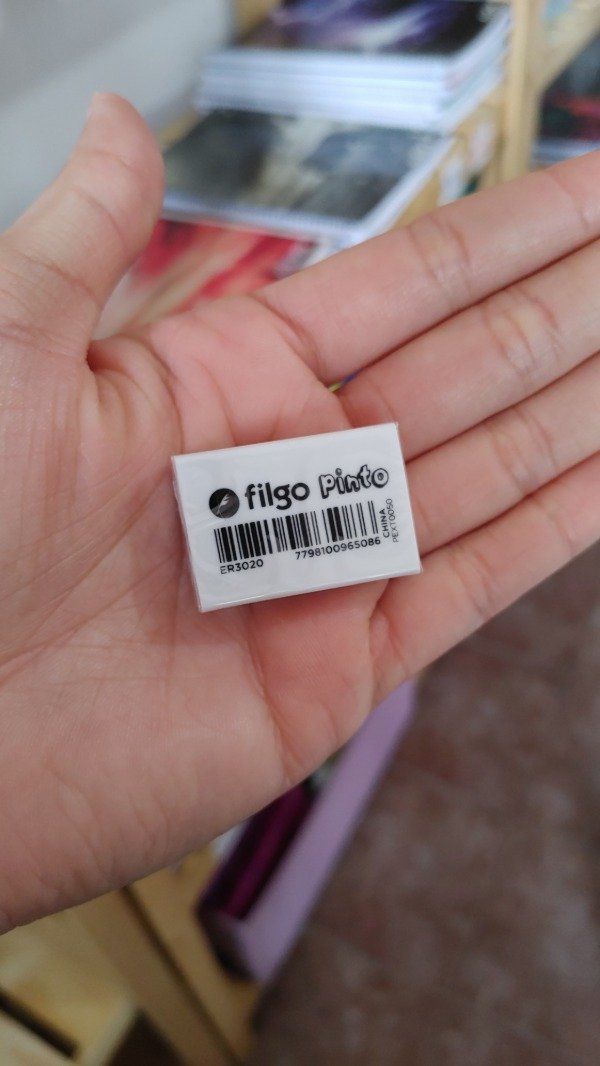 filgo Pinto
ER3020 7798100965086
CHINA
PEXT0050